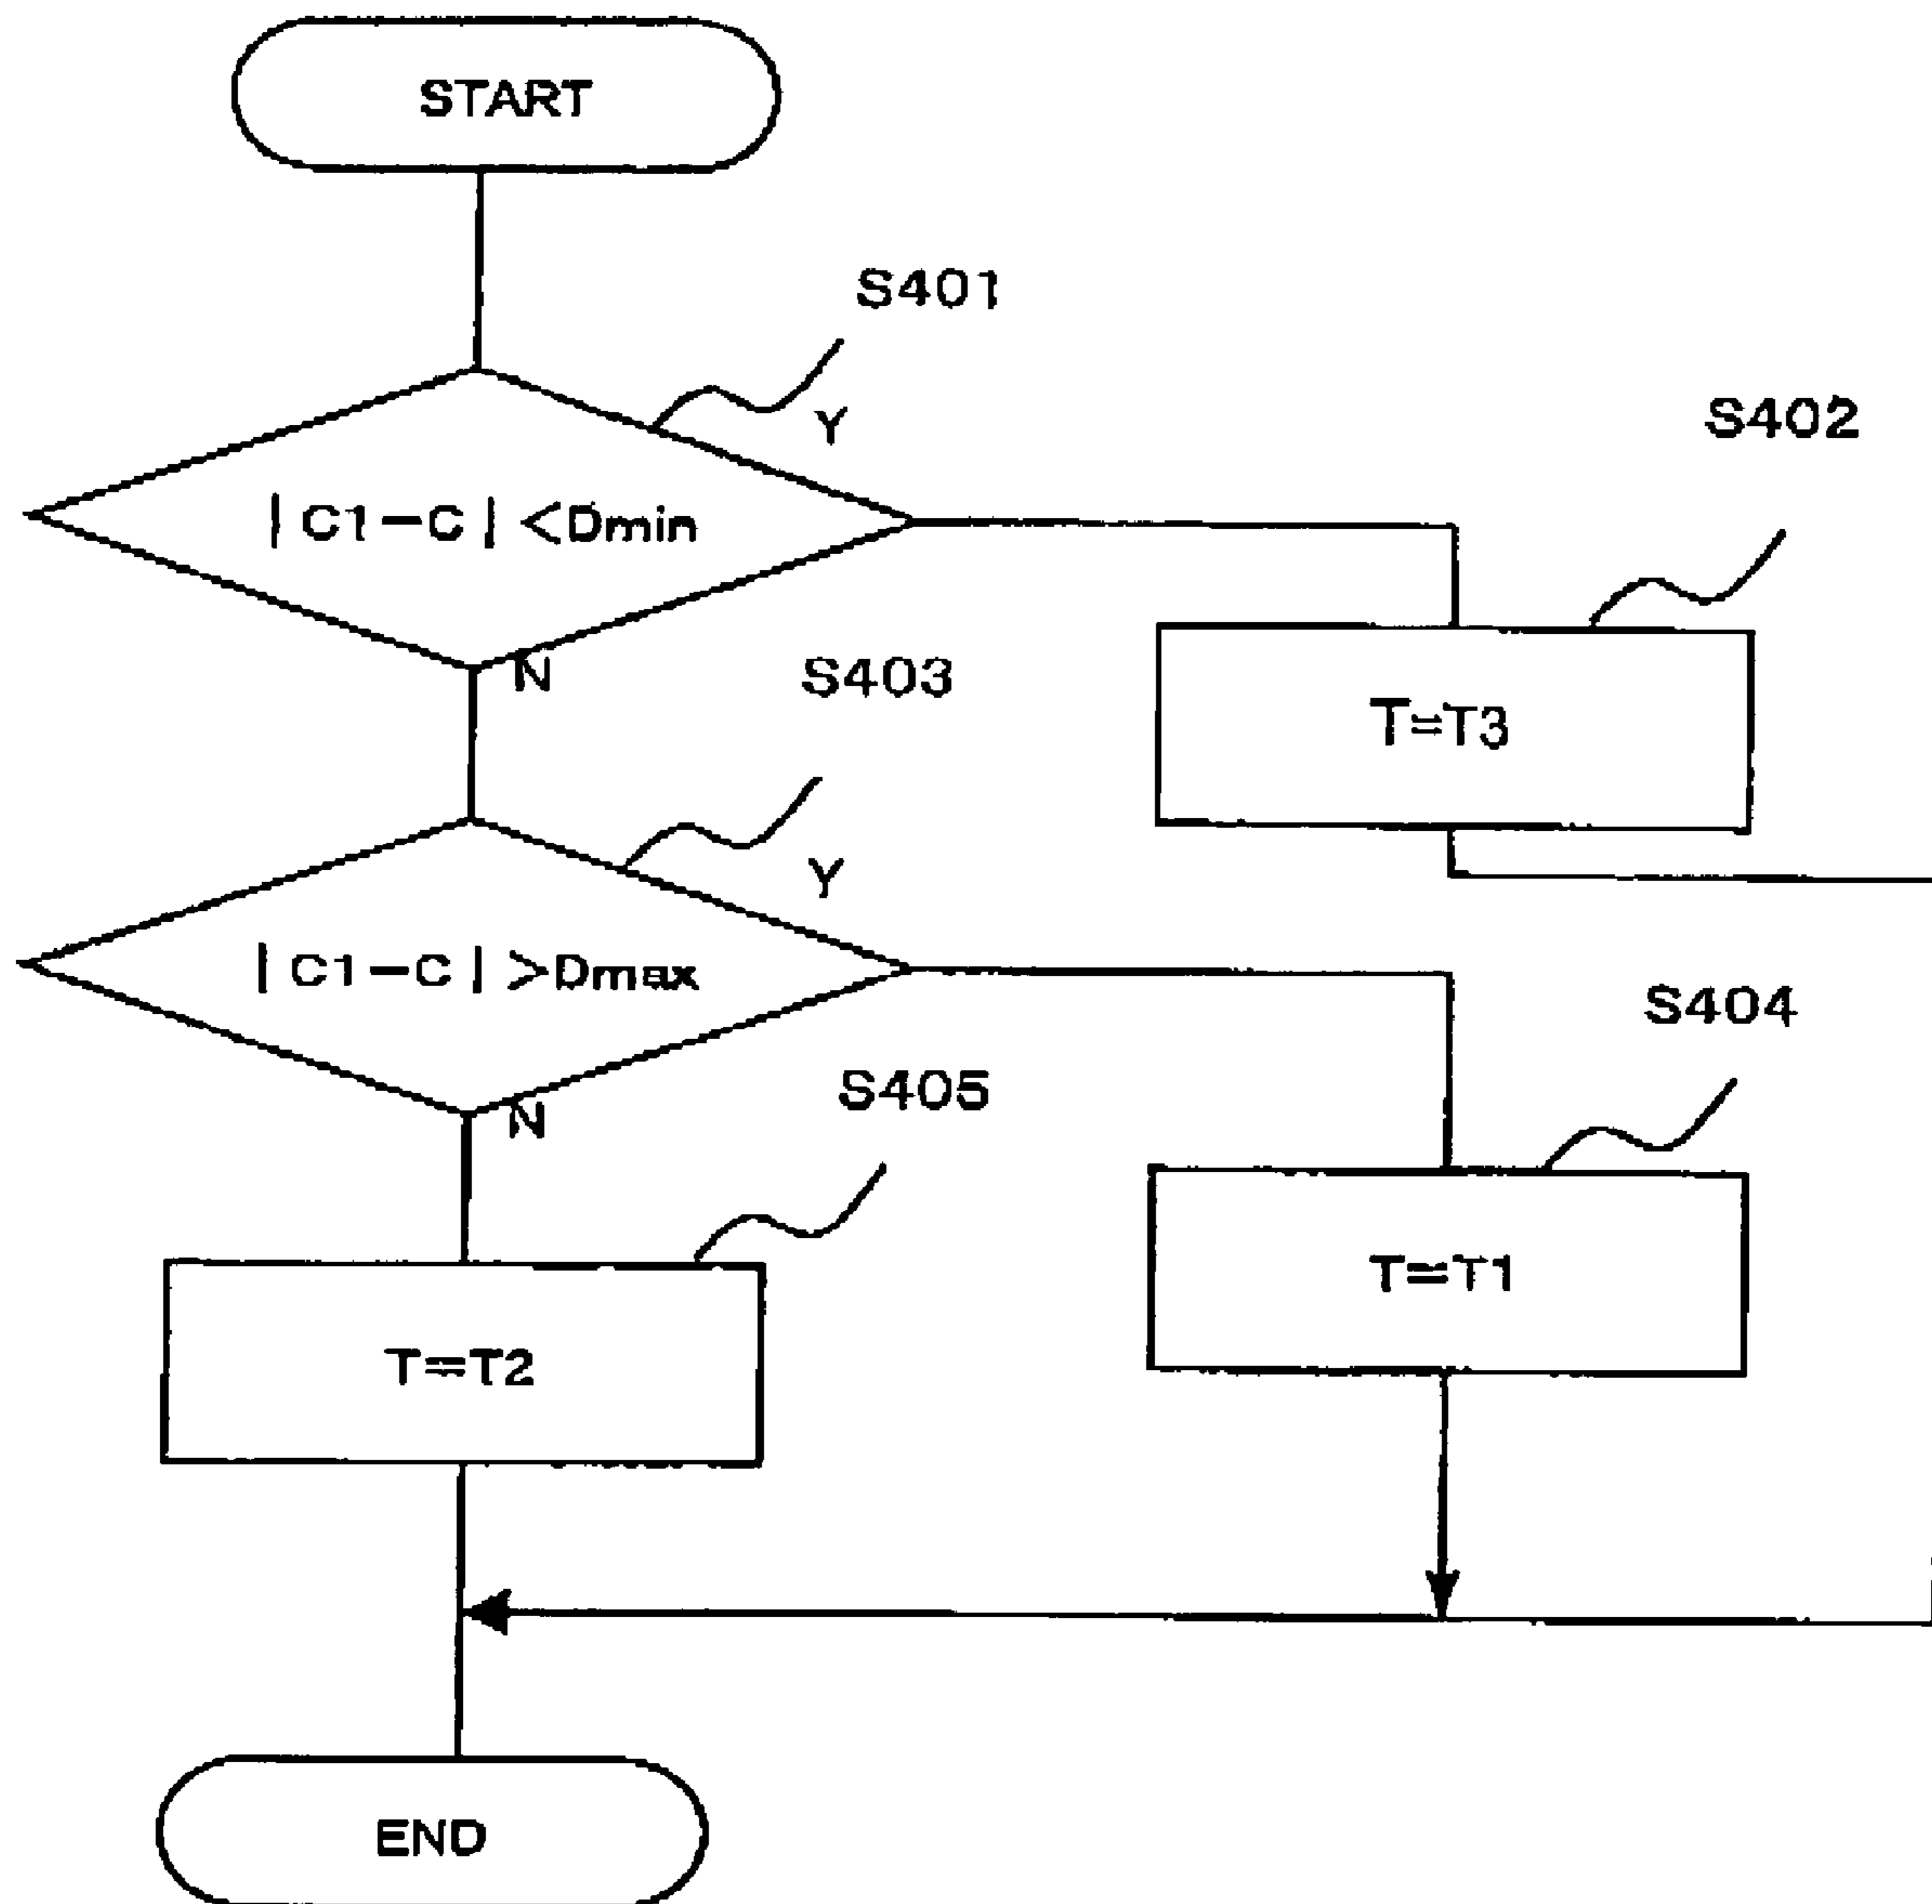 START
S401
Y
S402
| C1-C | <Dmin
N
S403
T=T3
Y
| C1-C | >Dmax
S404
N
S405
T=T1
T=T2
END